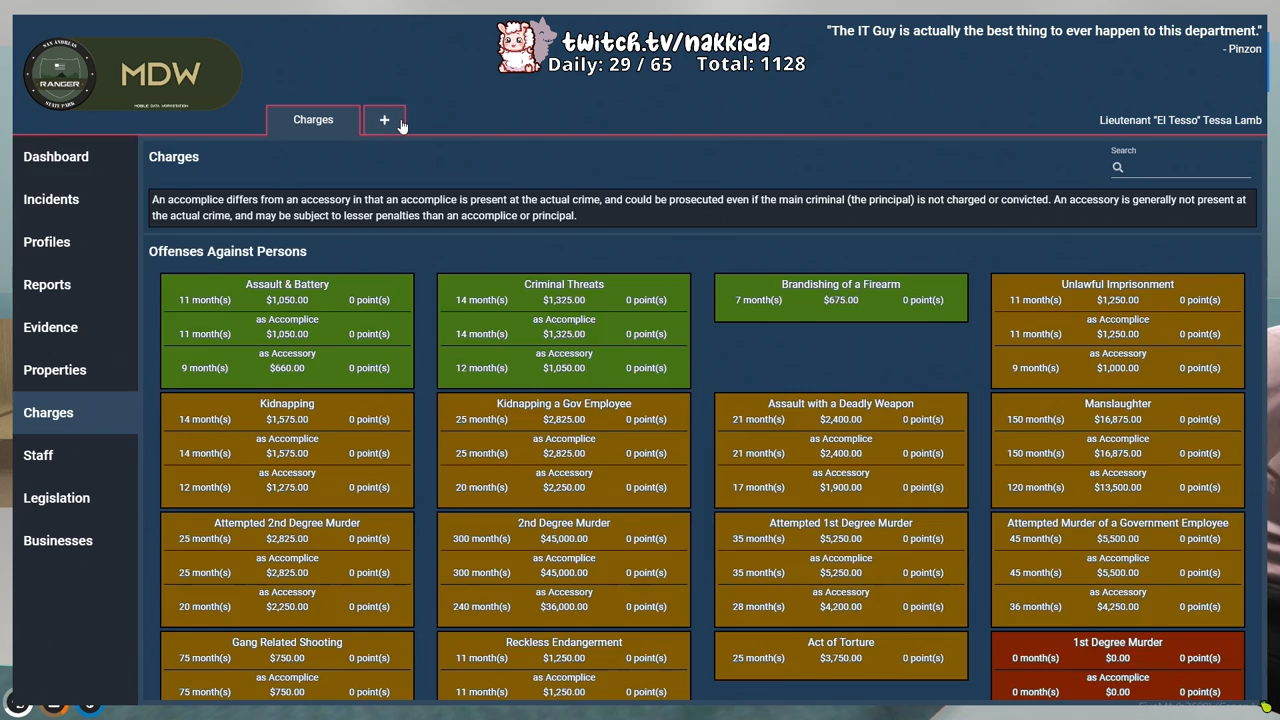 SAN ANDREAS
RANGER
STATE PARK
MDW
MOBILE DATA WORKSTATION
twitch.tv/nakkida
Daily: 29 / 65 Total: 1128
"The IT Guy is actually the best thing to ever happen to this department."
- Pinzon
Charges
+
Lieutenant "El Tesso" Tessa Lamb
Dashboard
Incidents
Profiles
Reports
Evidence
Properties
Charges
Staff
Legislation
Businesses
Charges
Search
An accomplice differs from an accessory in that an accomplice is present at the actual crime, and could be prosecuted even if the main criminal (the principal) is not charged or convicted. An accessory is generally not present at
the actual crime, and may be subject to lesser penalties than an accomplice or principal.
Offenses Against Persons
Assault & Battery
11 month(s) $1,050.00 0 point(s)
as Accomplice
11 month(s) $1,050.00 0 point(s)
as Accessory
9 month(s) $660.00 0 point(s)
Criminal Threats
14 month(s) $1,325.00 0 point(s)
as Accomplice
14 month(s) $1,325.00 0 point(s)
as Accessory
12 month(s) $1,050.00 0 point(s)
Brandishing of a Firearm
7 month(s) $675.00 0 point(s)
Unlawful Imprisonment
11 month(s) $1,250.00 0 point(s)
as Accomplice
11 month(s) $1,250.00 0 point(s)
as Accessory
9 month(s) $1,000.00 0 point(s)
Kidnapping
14 month(s) $1,575.00 0 point(s)
as Accomplice
14 month(s) $1,575.00 0 point(s)
as Accessory
12 month(s) $1,275.00 0 point(s)
Kidnapping a Gov Employee
25 month(s) $2,825.00 0 point(s)
as Accomplice
25 month(s) $2,825.00 0 point(s)
as Accessory
20 month(s) $2,250.00 0 point(s)
Assault with a Deadly Weapon
21 month(s) $2,400.00 0 point(s)
as Accomplice
21 month(s) $2,400.00 0 point(s)
as Accessory
17 month(s) $1,900.00 0 point(s)
Manslaughter
150 month(s) $16,875.00 0 point(s)
as Accomplice
150 month(s) $16,875.00 0 point(s)
as Accessory
120 month(s) $13,500.00 0 point(s)
Attempted 2nd Degree Murder
25 month(s) $2,825.00 0 point(s)
as Accomplice
25 month(s) $2,825.00 0 point(s)
as Accessory
20 month(s) $2,250.00 0 point(s)
2nd Degree Murder
300 month(s) $45,000.00 0 point(s)
as Accomplice
300 month(s) $45,000.00 0 point(s)
as Accessory
240 month(s) $36,000.00 0 point(s)
Attempted 1st Degree Murder
35 month(s) $5,250.00 0 point(s)
as Accomplice
35 month(s) $5,250.00 0 point(s)
as Accessory
28 month(s) $4,200.00 0 point(s)
Attempted Murder of a Government Employee
45 month(s) $5,500.00 0 point(s)
as Accomplice
45 month(s) $5,500.00 0 point(s)
as Accessory
36 month(s) $4,250.00 0 point(s)
Gang Related Shooting
75 month(s) $750.00 0 point(s)
as Accomplice
75 month(s) $750.00 0 point(s)
Reckless Endangerment
11 month(s) $1,250.00 0 point(s)
as Accomplice
11 month(s) $1,250.00 0 point(s)
Act of Torture
25 month(s) $3,750.00 0 point(s)
1st Degree Murder
0 month(s) $0.00 0 point(s)
as Accomplice
0 month(s) $0.00 0 point(s)